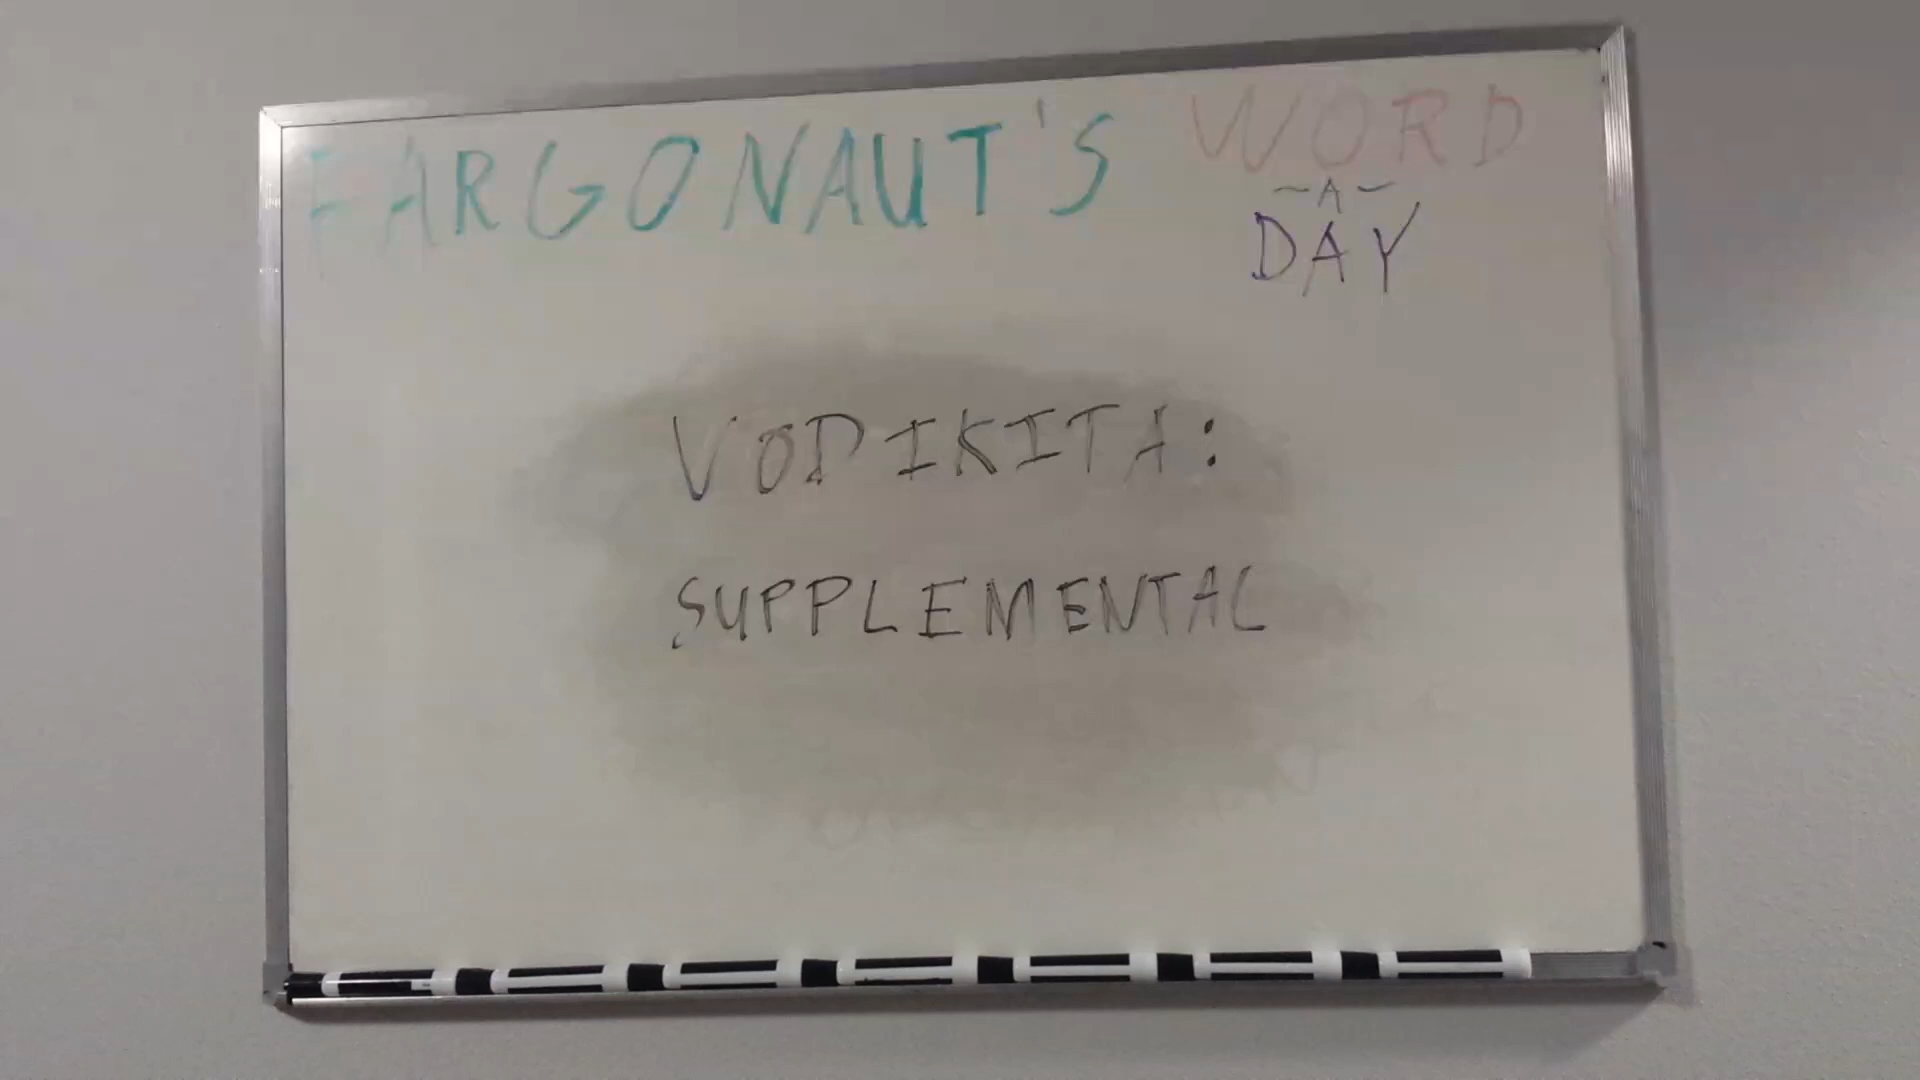 FARGONAUT'S
WORD
~A~
DAY
VODIKITA:
SUPPLEMENTAL